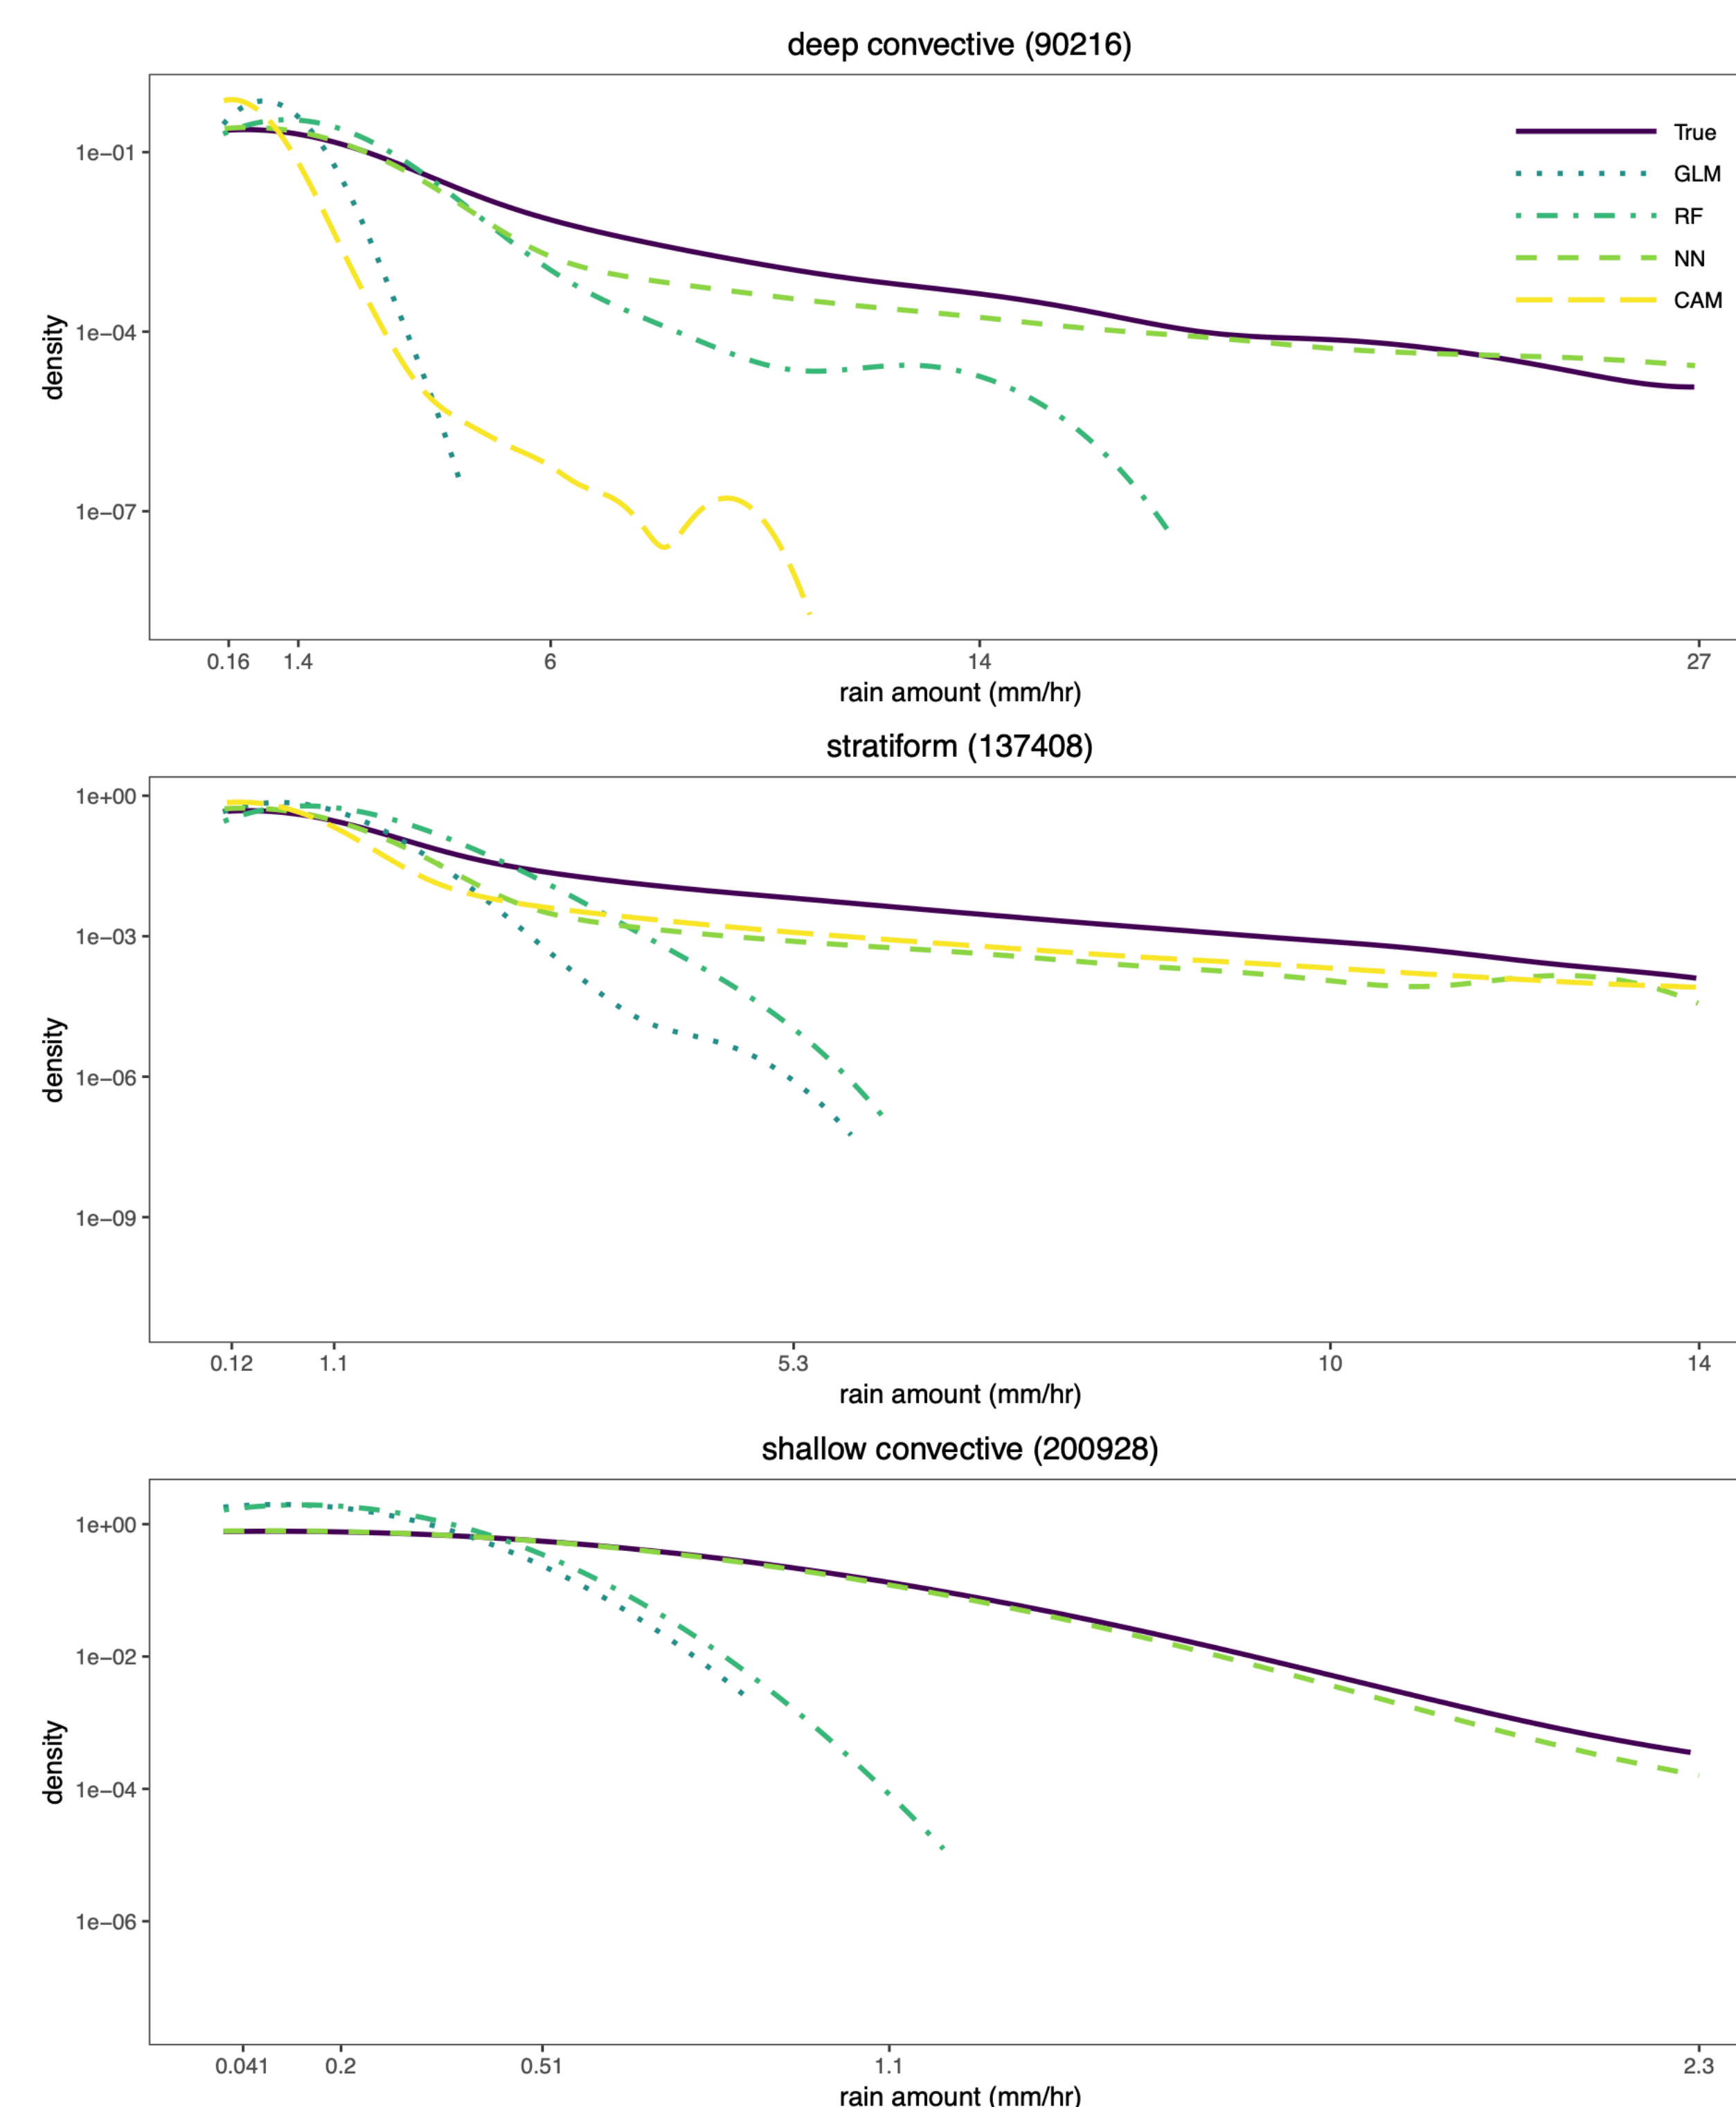 deep convective (90216)
True
GLM
RF
NN
CAM
1e−01
1e−04
1e−07
density
0.16 1.4 6 14 27
rain amount (mm/hr)
stratiform (137408)
1e+00
1e−03
1e−06
1e−09
density
0.12 1.1 5.3 10 14
rain amount (mm/hr)
shallow convective (200928)
1e+00
1e−02
1e−04
1e−06
density
0.041 0.2 0.51 1.1 2.3
rain amount (mm/hr)